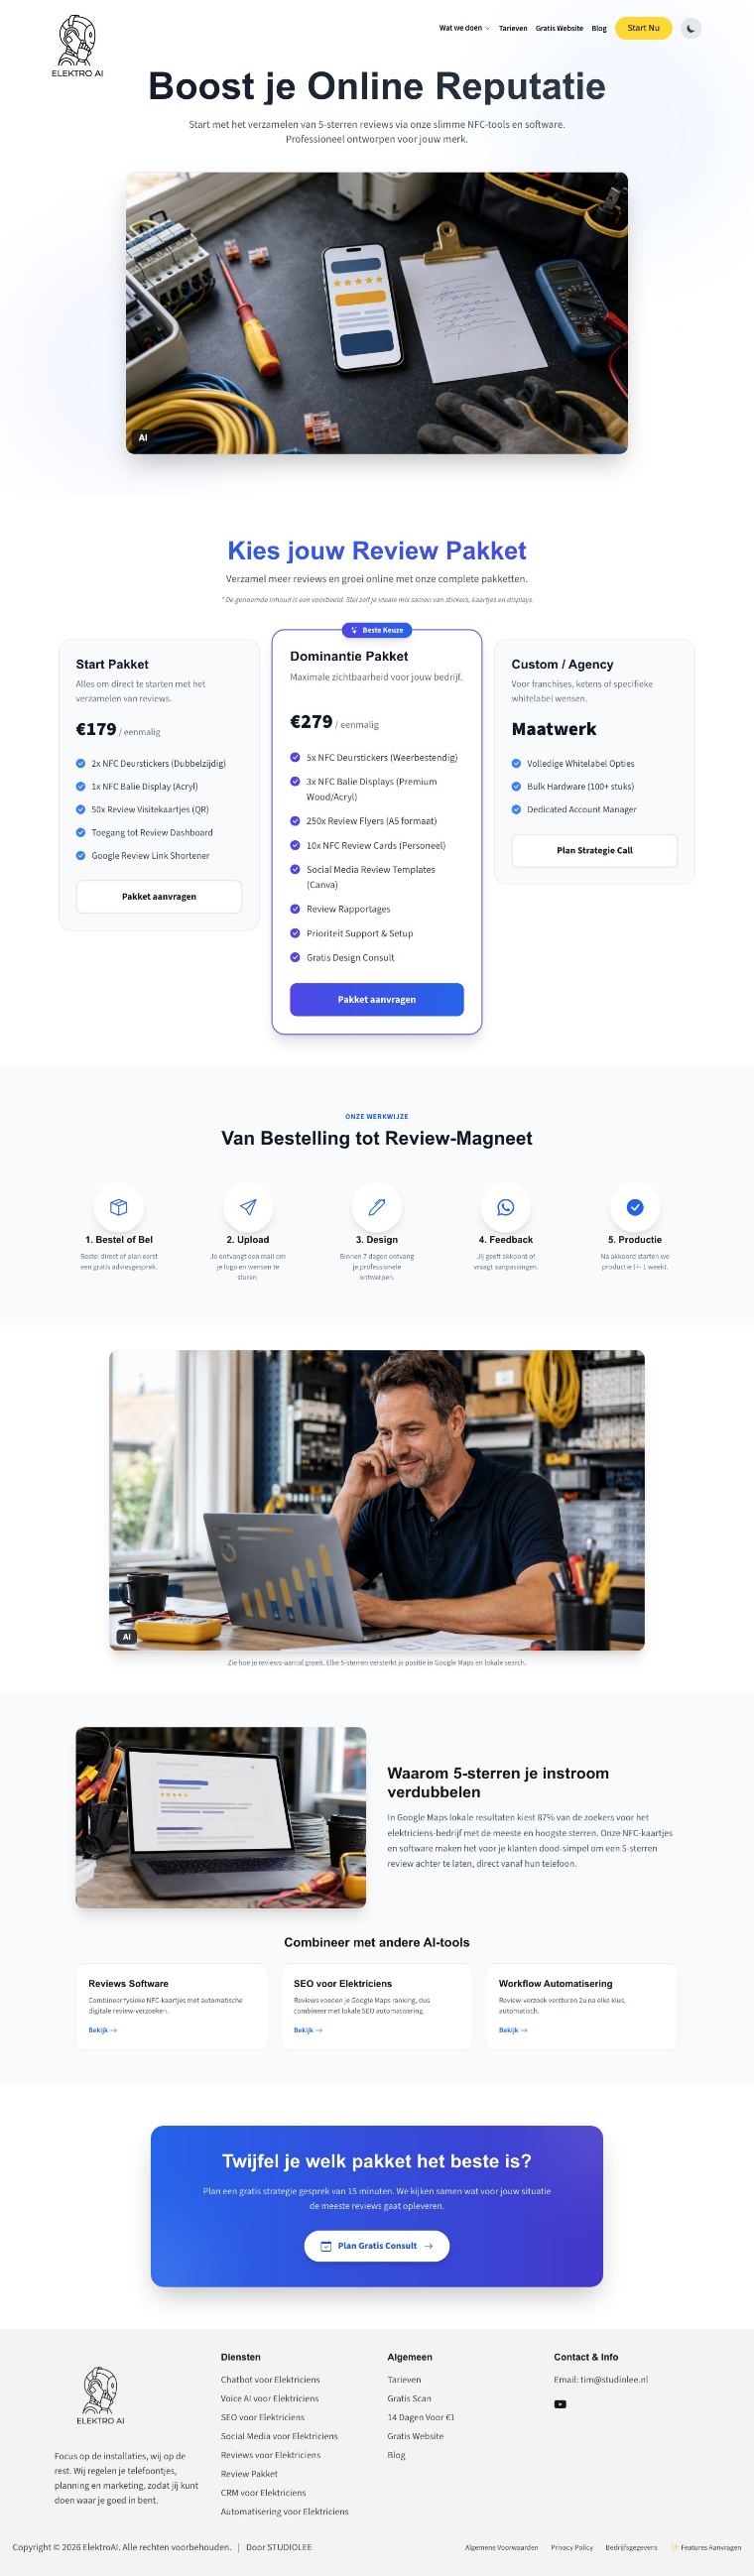 ELEKTRO AI
Wat we doen
Tarieven
Gratis Website
Blog
Start Nu
Boost je Online Reputatie
Start met het verzamelen van 5-sterren reviews via onze slimme NFC-tools en software.
Professioneel ontworpen voor jouw merk.
AI
Kies jouw Review Pakket
Verzamel meer reviews en groei online met onze complete pakketten.
* De genoemde inhoud is een voorbeeld. Stel zelf je ideale mix samen van stickers, kaartjes en displays.
Start Pakket
Alles om direct te starten met het
verzamelen van reviews.
€179 / eenmalig
2x NFC Deurstickers (Dubbelzijdig)
1x NFC Balie Display (Acryl)
50x Review Visitekaartjes (QR)
Toegang tot Review Dashboard
Google Review Link Shortener
Pakket aanvragen
Beste Keuze
Dominantie Pakket
Maximale zichtbaarheid voor jouw bedrijf.
€279 / eenmalig
5x NFC Deurstickers (Weerbestendig)
3x NFC Balie Displays (Premium
Wood/Acryl)
250x Review Flyers (A5 formaat)
10x NFC Review Cards (Personeel)
Social Media Review Templates
(Canva)
Review Rapportages
Prioriteit Support & Setup
Gratis Design Consult
Pakket aanvragen
Custom / Agency
Voor franchises, ketens of specifieke
whitelabel wensen.
Maatwerk
Volledige Whitelabel Opties
Bulk Hardware (100+ stuks)
Dedicated Account Manager
Plan Strategie Call
ONZE WERKWIJZE
Van Bestelling tot Review-Magneet
1. Bestel of Bel
Bestel direct of plan eerst
een gratis adviesgesprek.
2. Upload
Je ontvangt een mail om
je logo en wensen te
sturen.
3. Design
Binnen 7 dagen ontvang
je professionele
ontwerpen.
4. Feedback
Jij geeft akkoord of
vraagt aanpassingen.
5. Productie
Na akkoord starten we
productie (+- 1 week).
AI
Zie hoe je reviews-aantal groeit. Elke 5-sterren versterkt je positie in Google Maps en lokale search.
Waarom 5-sterren je instroom
verdubbelen
In Google Maps lokale resultaten kiest 87% van de zoekers voor het
elektriciens-bedrijf met de meeste en hoogste sterren. Onze NFC-kaartjes
en software maken het voor je klanten dood-simpel om een 5-sterren
review achter te laten, direct vanaf hun telefoon.
Combineer met andere AI-tools
Reviews Software
Combineer fysieke NFC-kaartjes met automatische
digitale review-verzoeken.
Bekijk →
SEO voor Elektriciens
Reviews voeden je Google Maps ranking, dus
combineer met lokale SEO automatisering.
Bekijk →
Workflow Automatisering
Review-verzoek versturen 2u na elke klus,
automatisch.
Bekijk →
Twijfel je welk pakket het beste is?
Plan een gratis strategie gesprek van 15 minuten. We kijken samen wat voor jouw situatie
de meeste reviews gaat opleveren.
Plan Gratis Consult →
ELEKTRO AI
Focus op de installaties, wij op de
rest. Wij regelen je telefoontjes,
planning en marketing, zodat jij kunt
doen waar je goed in bent.
Diensten
Chatbot voor Elektriciens
Voice AI voor Elektriciens
SEO voor Elektriciens
Social Media voor Elektriciens
Reviews voor Elektriciens
Review Pakket
CRM voor Elektriciens
Automatisering voor Elektriciens
Algemeen
Tarieven
Gratis Scan
14 Dagen Voor €1
Gratis Website
Blog
Contact & Info
Email: tim@studiolee.nl
Copyright © 2026 ElektroAI. Alle rechten voorbehouden. | Door STUDIOLEE
Algemene Voorwaarden
Privacy Policy
Bedrijfsgegevens
✨ Features Aanvragen